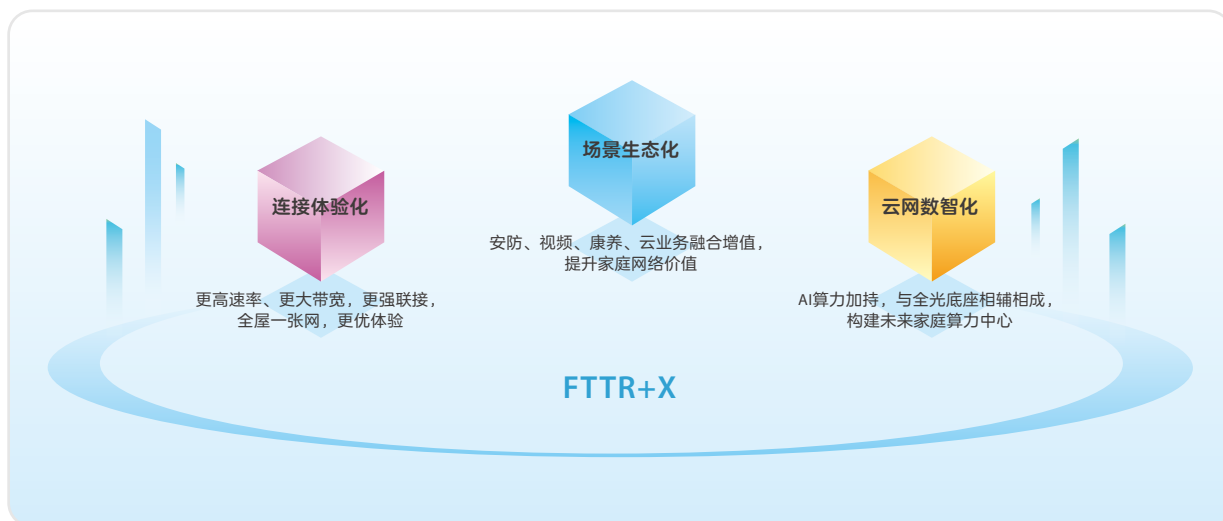 连接体验化
更高速率、更大带宽，更强联接，
全屋一张网，更优体验
场景生态化
安防、视频、康养、云业务融合增值，
提升家庭网络价值
云网数智化
AI算力加持，与全光底座相辅相成，
构建未来家庭算力中心
FTTR+X